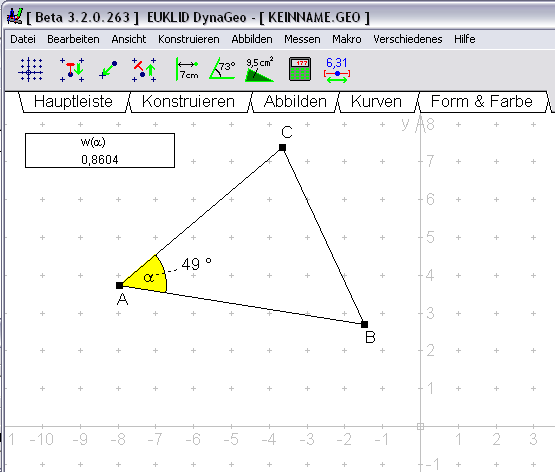 [ Beta 3.2.0.263 ] EUKLID DynaGeo - [ KEINNAME.GEO ]
Datei Bearbeiten Ansicht Konstruieren Abbilden Messen Makro Verschiedenes Hilfe
7cm 73° 9,5 cm² 177 6,31
Hauptleiste Konstruieren Abbilden Kurven Form & Farbe
y 8
w(α)
0,8604
C
7
6
5
49 °
α
4
A
3
B
2
1
1 -10 -9 -8 -7 -6 -5 -4 -3 -2 -1 0 1 2 3
-1